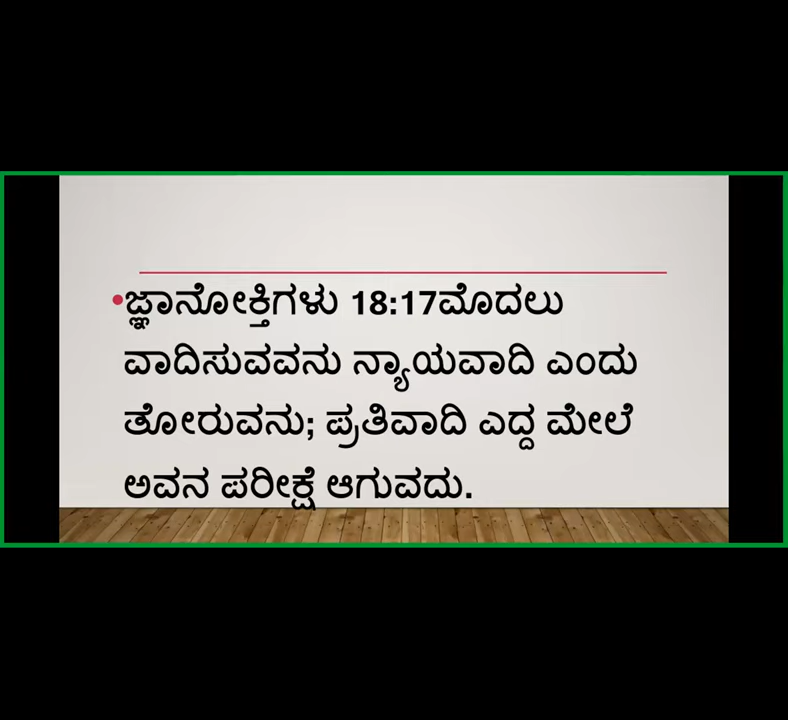 •ಜ್ಞಾನೋಕ್ತಿಗಳು 18:17ಮೊದಲು
ವಾದಿಸುವವನು ನ್ಯಾಯವಾದಿ ಎಂದು
ತೋರುವನು; ಪ್ರತಿವಾದಿ ಎದ್ದ ಮೇಲೆ
ಅವನ ಪರೀಕ್ಷೆ ಆಗುವದು.